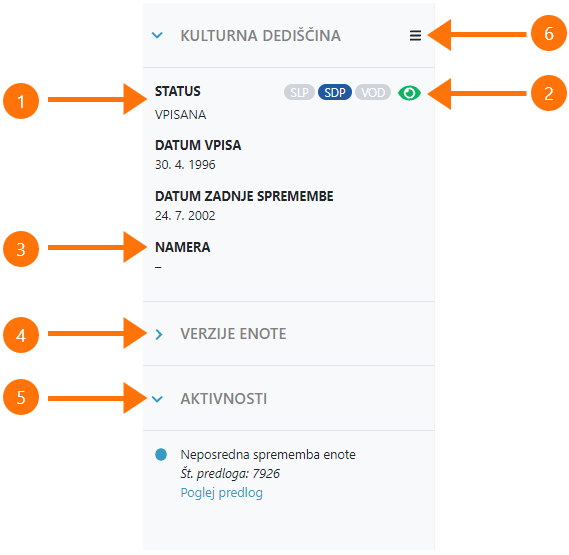 KULTURNA DEDIŠČINA
6
1
STATUS
SLP SDP VOD
2
VPISANA
DATUM VPISA
30. 4. 1996
DATUM ZADNJE SPREMEMBE
24. 7. 2002
3
NAMERA
–
4
VERZIJE ENOTE
5
AKTIVNOSTI
Neposredna sprememba enote
Št. predloga: 7926
Poglej predlog